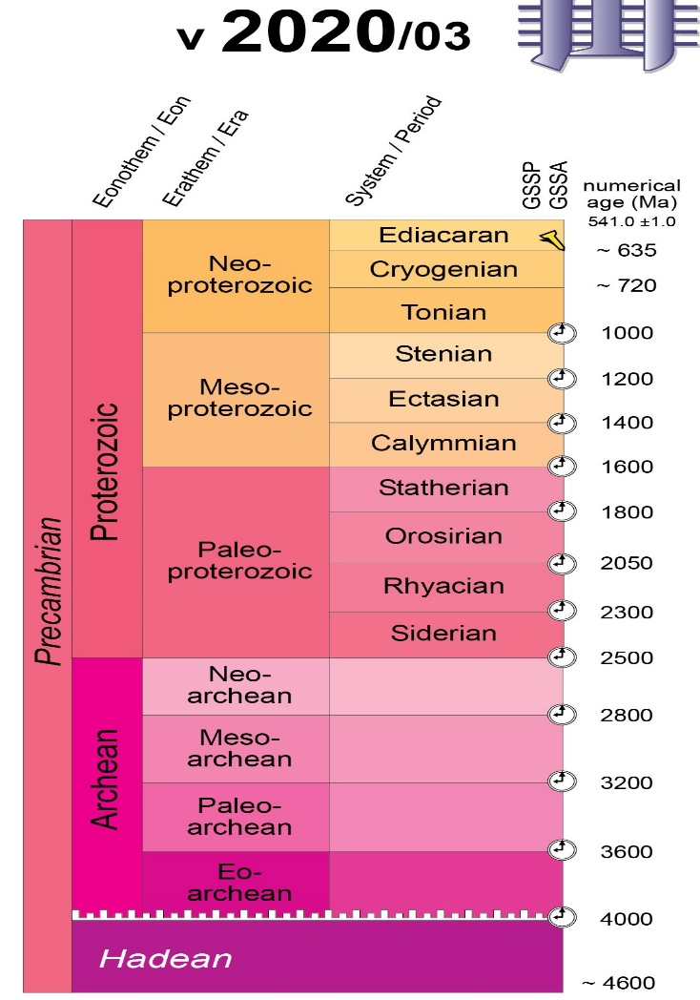 v 2020/03
Eonothem / Eon
Erathem / Era
System / Period
GSSP
GSSA
numerical
age (Ma)
541.0 ±1.0
Precambrian
Proterozoic
Neo-
proterozoic
Ediacaran
~ 635
Cryogenian
~ 720
Tonian
1000
Meso-
proterozoic
Stenian
1200
Ectasian
1400
Calymmian
1600
Paleo-
proterozoic
Statherian
1800
Orosirian
2050
Rhyacian
2300
Siderian
2500
Archean
Neo-
archean
2800
Meso-
archean
3200
Paleo-
archean
3600
Eo-
archean
4000
Hadean
~ 4600